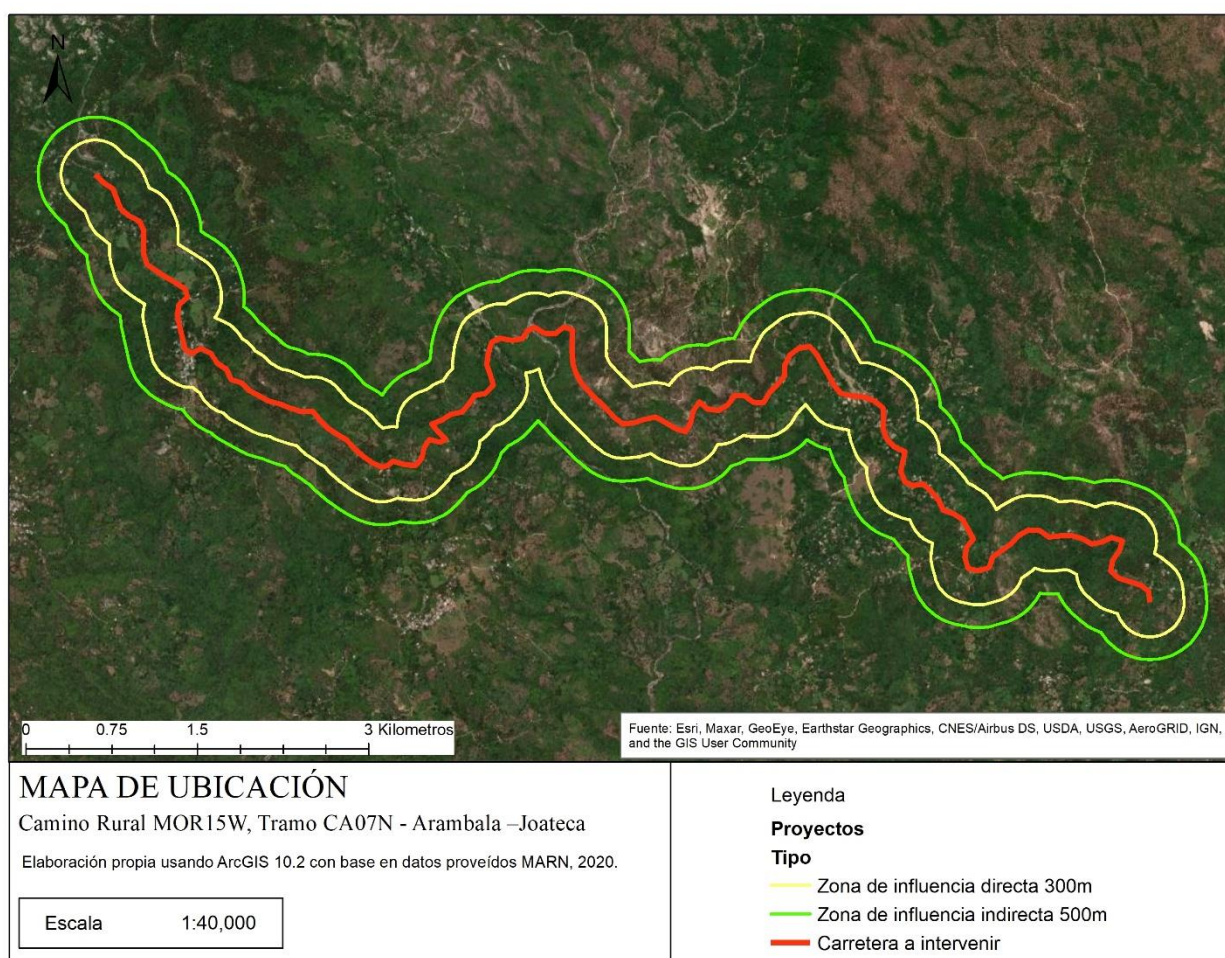 N
0 0.75 1.5 3 Kilometros
Fuente: Esri, Maxar, GeoEye, Earthstar Geographics, CNES/Airbus DS, USDA, USGS, AeroGRID, IGN,
and the GIS User Community
MAPA DE UBICACIÓN
Camino Rural MOR15W, Tramo CA07N - Arambala –Joateca
Elaboración propia usando ArcGIS 10.2 con base en datos proveídos MARN, 2020.
Escala 1:40,000
Leyenda
Proyectos
Tipo
Zona de influencia directa 300m
Zona de influencia indirecta 500m
Carretera a intervenir